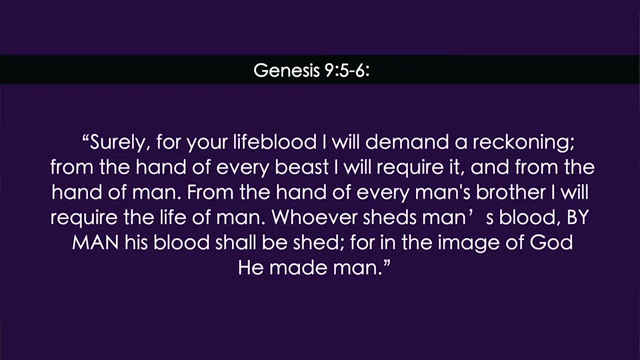 Genesis 9:5-6:
“Surely, for your lifeblood I will demand a reckoning;
from the hand of every beast I will require it, and from the
hand of man. From the hand of every man's brother I will
require the life of man. Whoever sheds man’s blood, BY
MAN his blood shall be shed; for in the image of God
He made man.”